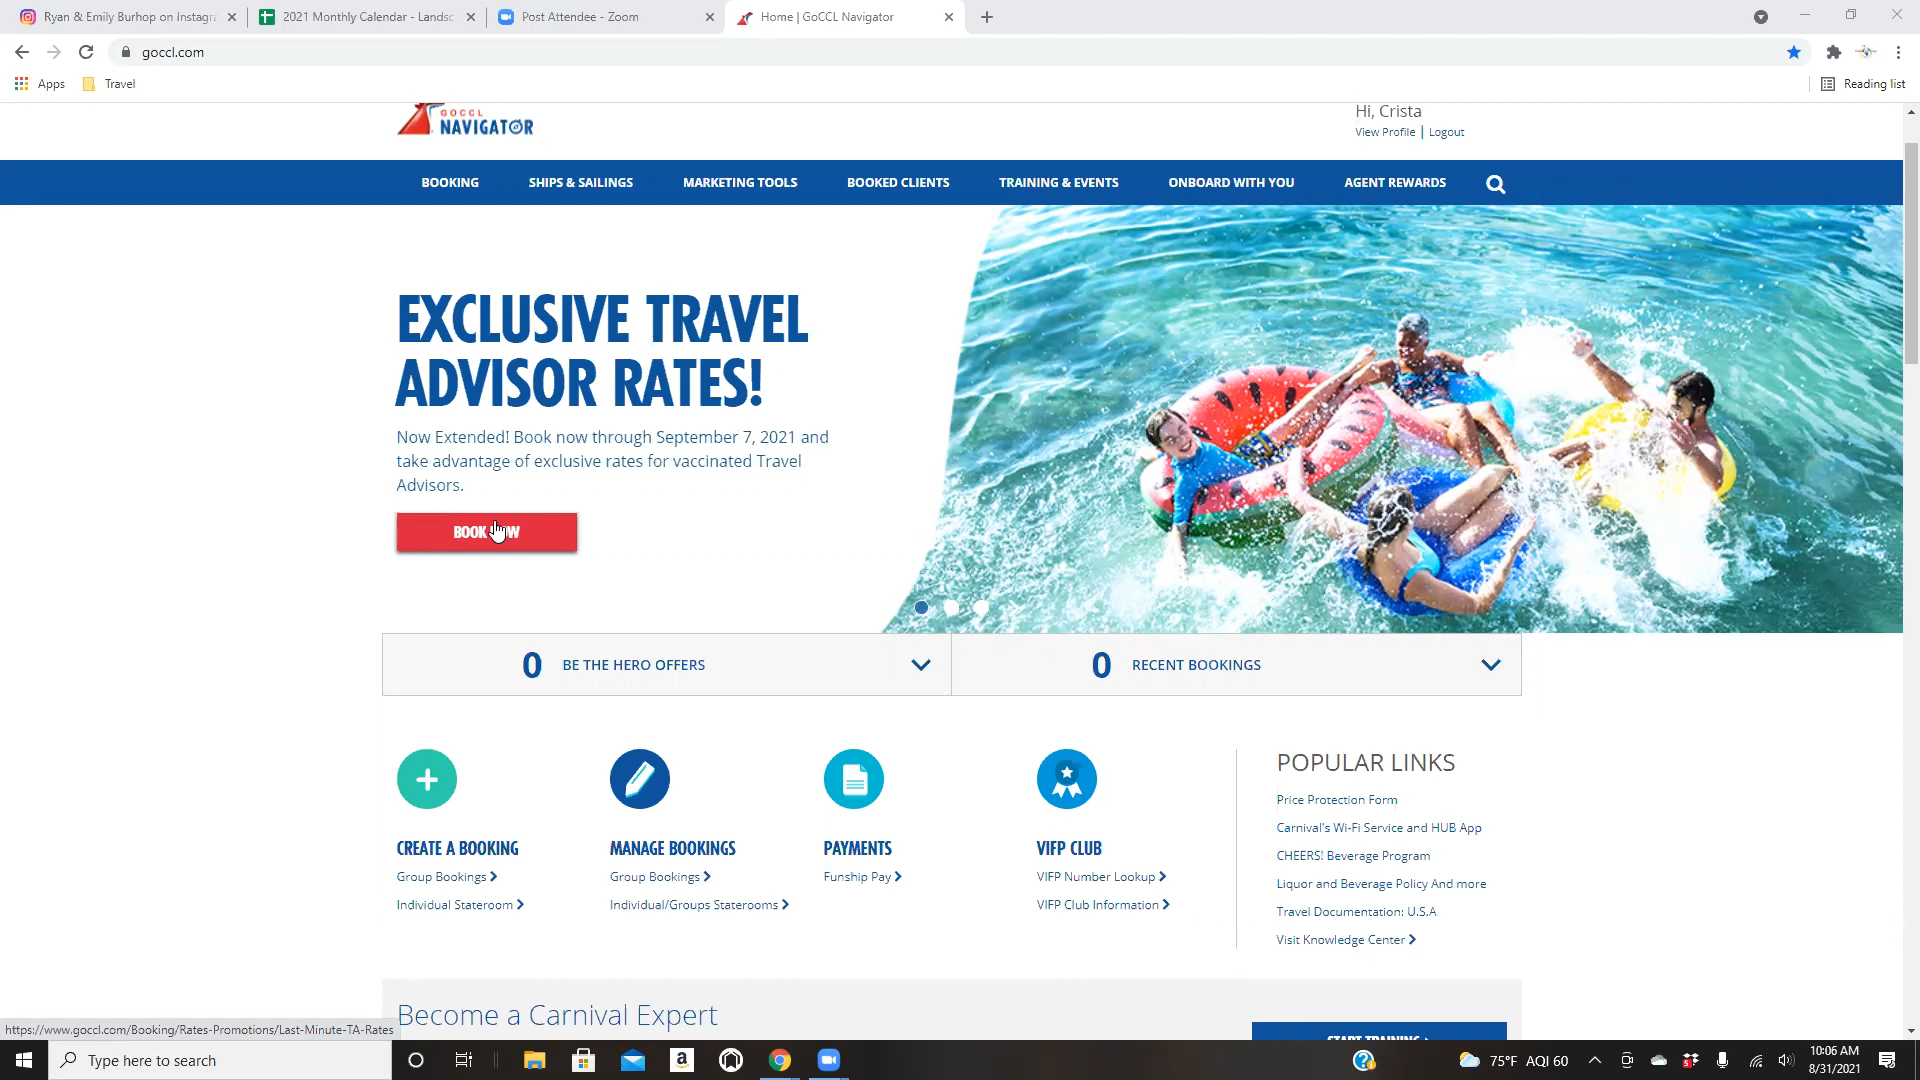 Ryan & Emily Burhop on Instagra
2021 Monthly Calendar - Landsc
Post Attendee - Zoom
Home | GoCCL Navigator
goccl.com
Apps
Travel
Reading list
GOCCL
NAVIGATOR
Hi, Crista
View Profile | Logout
BOOKING
SHIPS & SAILINGS
MARKETING TOOLS
BOOKED CLIENTS
TRAINING & EVENTS
ONBOARD WITH YOU
AGENT REWARDS
EXCLUSIVE TRAVEL
ADVISOR RATES!
Now Extended! Book now through September 7, 2021 and
take advantage of exclusive rates for vaccinated Travel
Advisors.
BOOK NOW
0 BE THE HERO OFFERS
0 RECENT BOOKINGS
CREATE A BOOKING
Group Bookings
Individual Stateroom
MANAGE BOOKINGS
Group Bookings
Individual/Groups Staterooms
PAYMENTS
Funship Pay
VIFP CLUB
VIFP Number Lookup
VIFP Club Information
POPULAR LINKS
Price Protection Form
Carnival's Wi-Fi Service and HUB App
CHEERS! Beverage Program
Liquor and Beverage Policy And more
Travel Documentation: U.S.A
Visit Knowledge Center
Become a Carnival Expert
START TRAINING
https://www.goccl.com/Booking/Rates-Promotions/Last-Minute-TA-Rates
Type here to search
75°F AQI 60
10:06 AM
8/31/2021